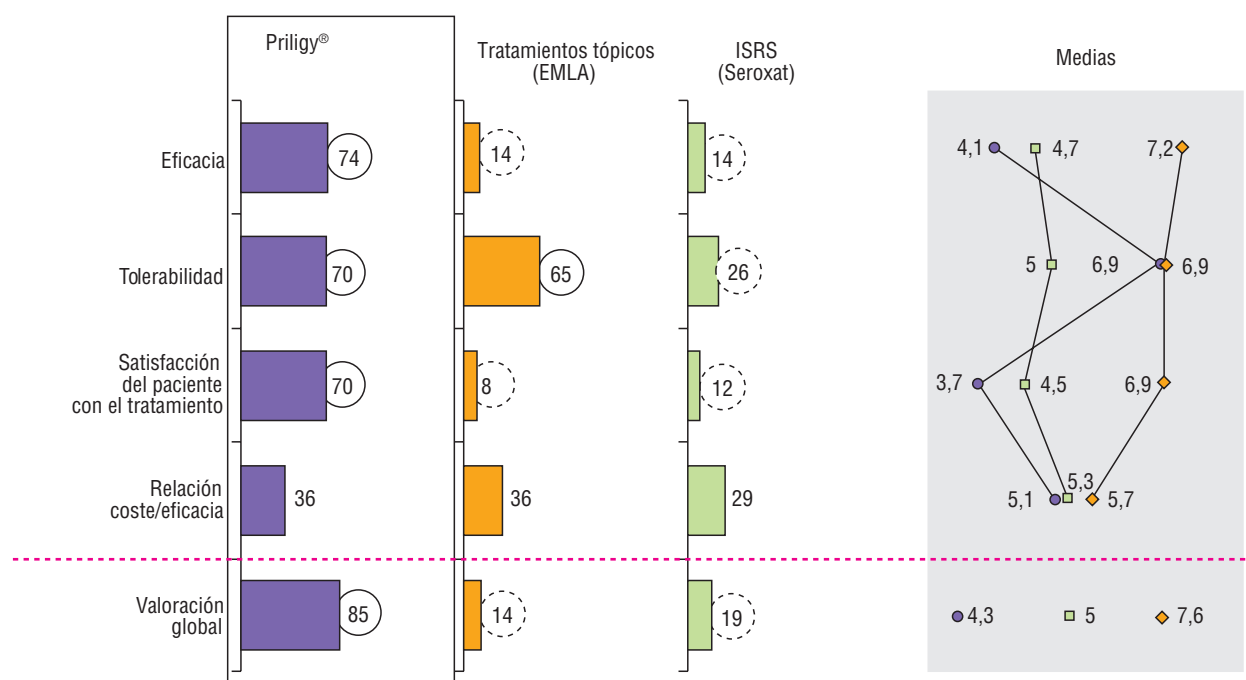 Priligy®
Tratamientos tópicos
(EMLA)
ISRS
(Seroxat)
Medias
Eficacia
74
14
14
4,1
4,7
7,2
Tolerabilidad
70
65
26
5
6,9
6,9
Satisfacción
del paciente
con el tratamiento
70
8
12
3,7
4,5
6,9
Relación
coste/eficacia
36
36
29
5,1
5,3
5,7
Valoración
global
85
14
19
4,3
5
7,6